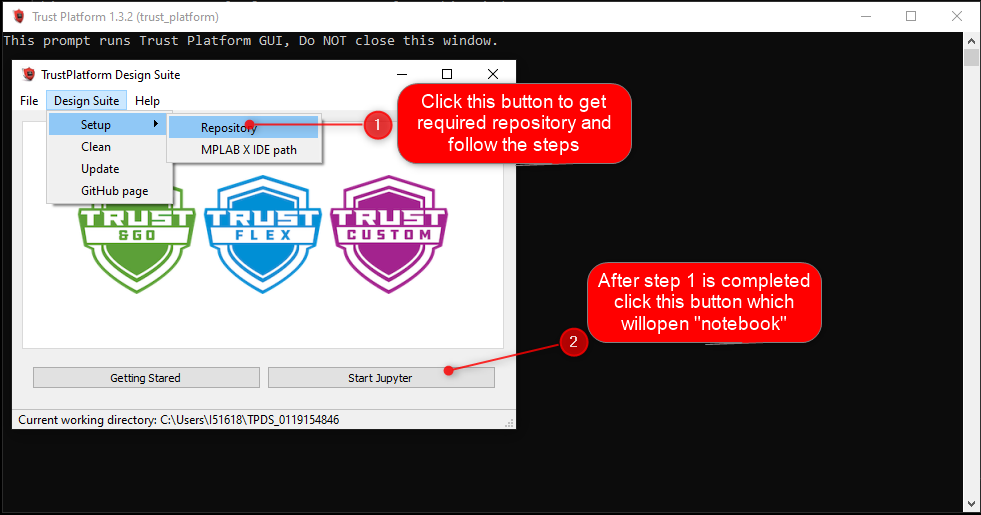 Trust Platform 1.3.2 (trust_platform)
This prompt runs Trust Platform GUI, Do NOT close this window.
TrustPlatform Design Suite
File Design Suite Help
Setup
Repository
Clean
MPLAB X IDE path
Update
GitHub page
1
Click this button to get
required repository and
follow the steps
TRUST
&GO
TRUST
FLEX
TRUST
CUSTOM
After step 1 is completed
click this button which
willopen "notebook"
2
Getting Stared
Start Jupyter
Current working directory: C:\Users\I51618\TPDS_0119154846